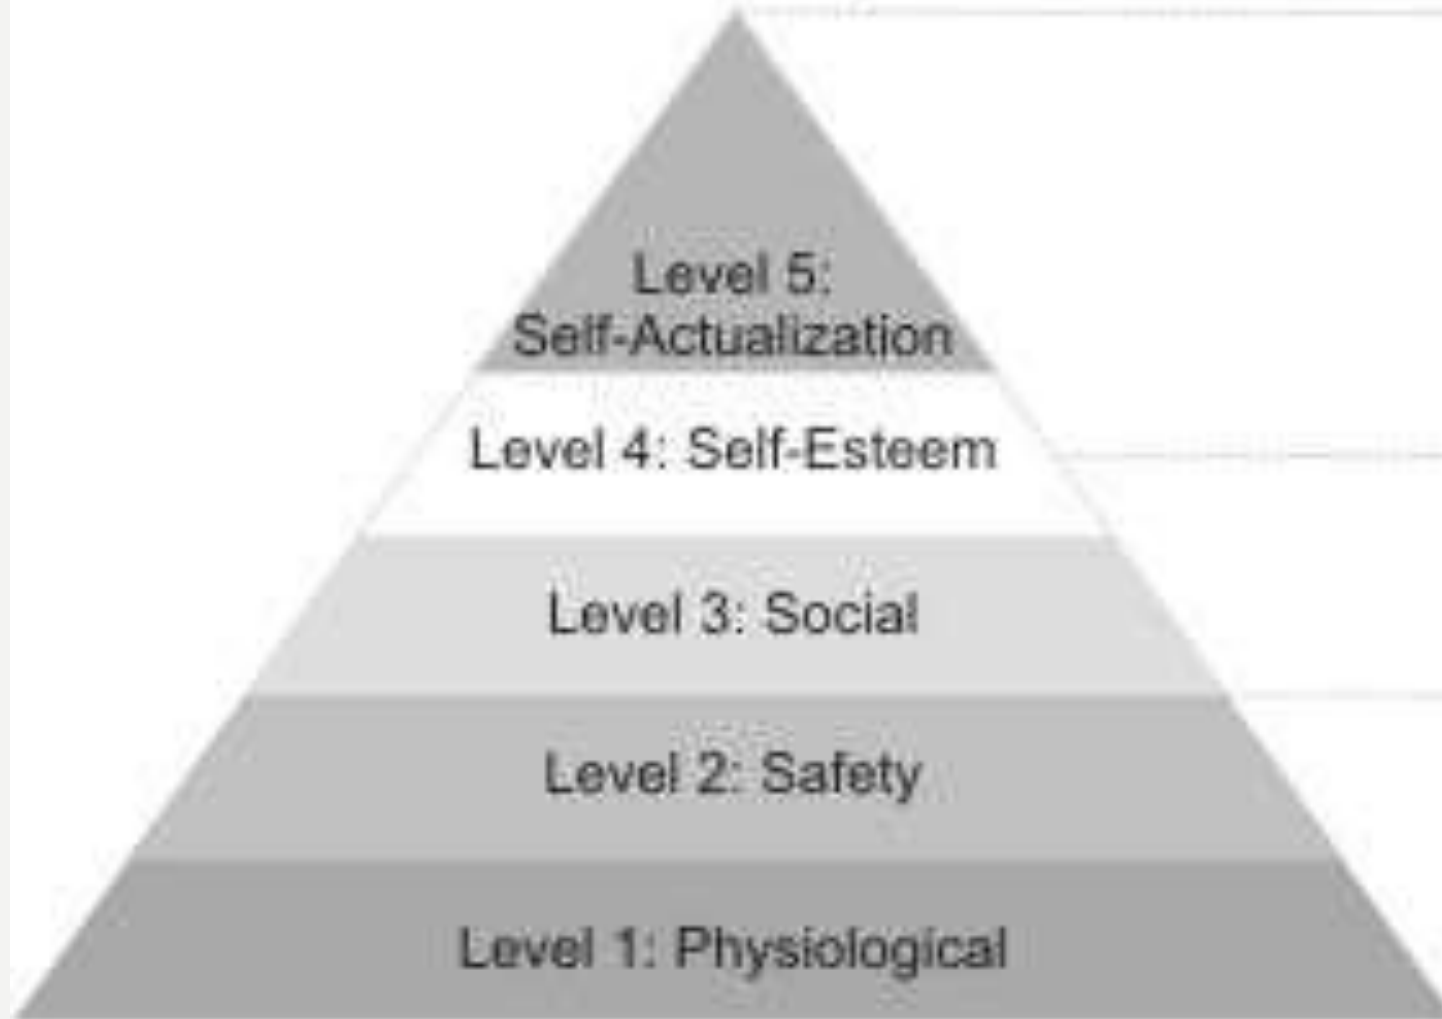 Level 5:
Self-Actualization
Level 4: Self-Esteem
Level 3: Social
Level 2: Safety
Level 1: Physiological